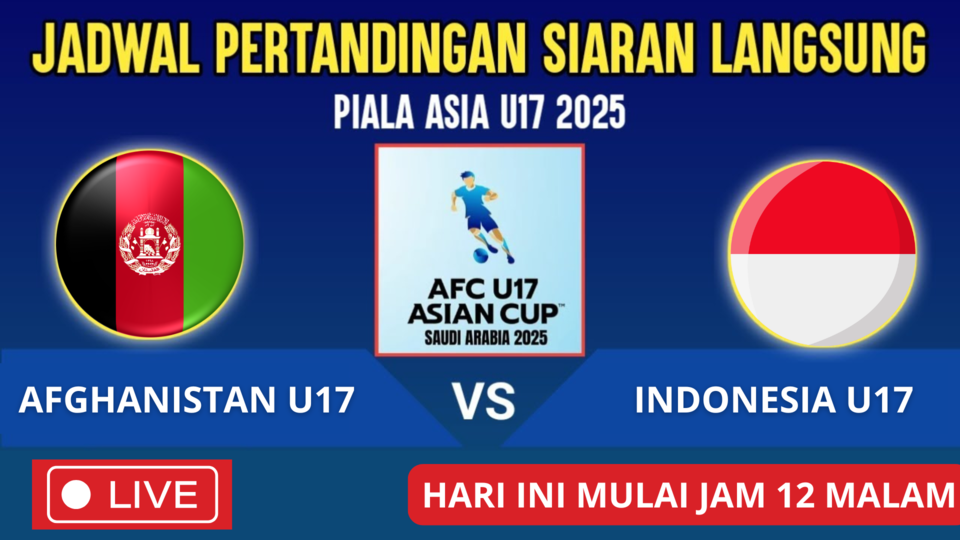 JADWAL PERTANDINGAN SIARAN LANGSUNG
PIALA ASIA U17 2025
AFC U17
ASIAN CUP™
SAUDI ARABIA 2025
AFGHANISTAN U17
VS
INDONESIA U17
LIVE
HARI INI MULAI JAM 12 MALAM